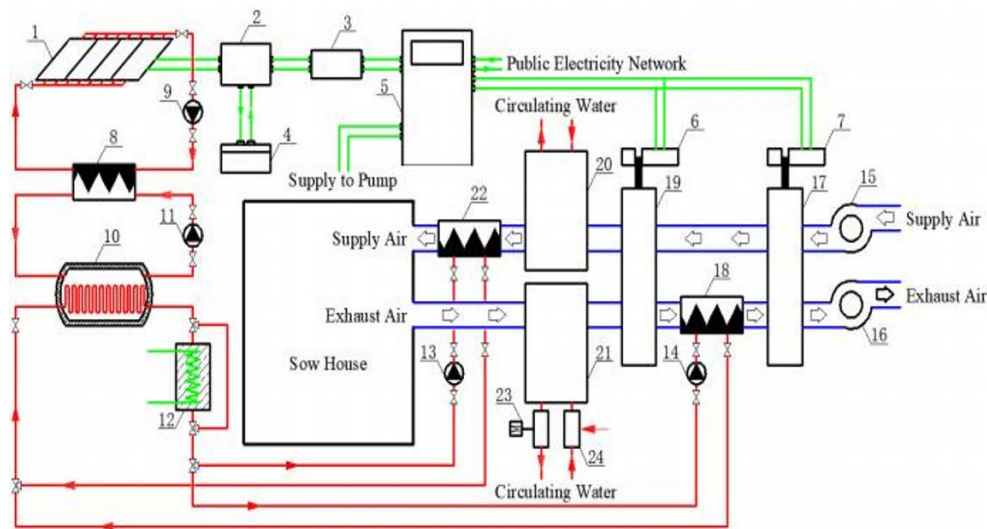 1
2
3
4
5
Public Electricity Network
Circulating Water
6
7
9
8
Supply to Pump
20
19
17
15
11
22
Supply Air
Supply Air
10
18
Exhaust Air
Exhaust Air
16
Sow House
13
14
21
12
23
24
Circulating Water